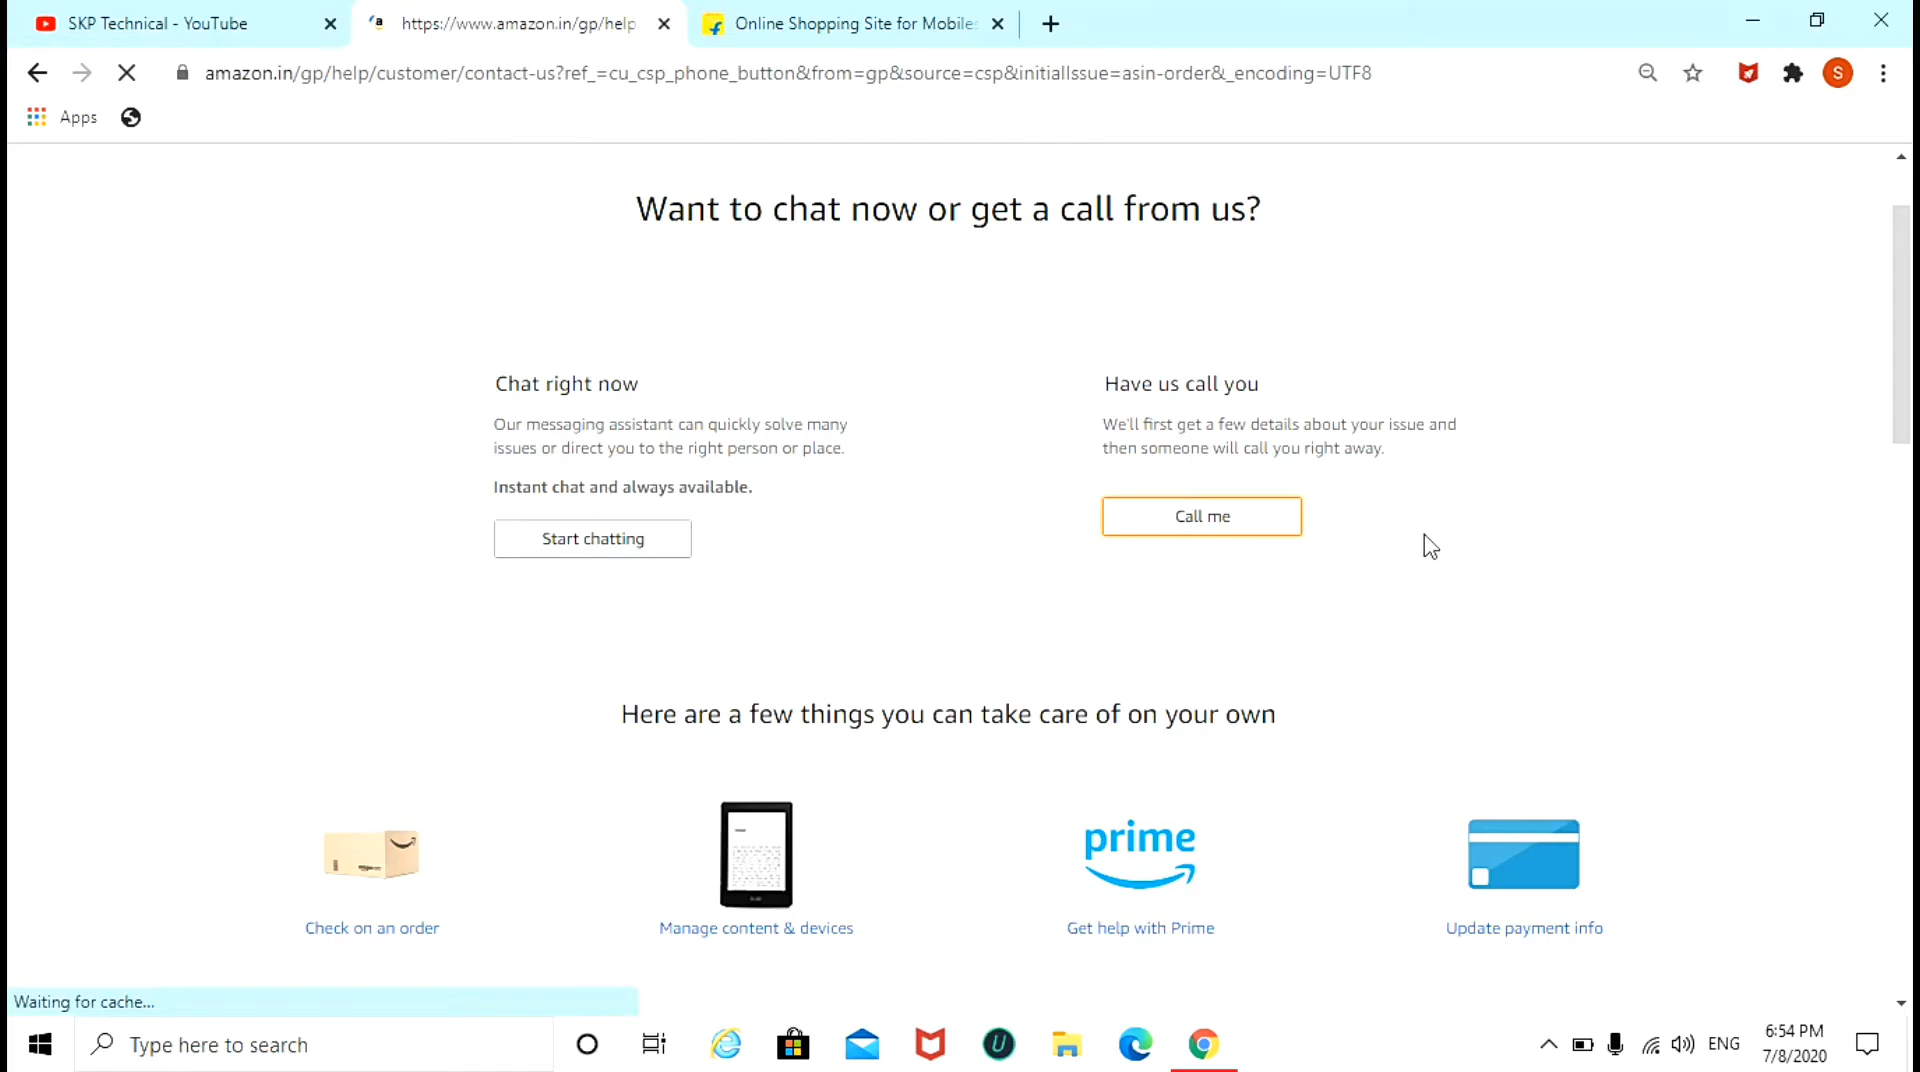 SKP Technical - YouTube
https://www.amazon.in/gp/help
Online Shopping Site for Mobiles
amazon.in/gp/help/customer/contact-us?ref_=cu_csp_phone_button&from=gp&source=csp&initialIssue=asin-order&_encoding=UTF8
S
Apps
Want to chat now or get a call from us?
Chat right now
Our messaging assistant can quickly solve many
issues or direct you to the right person or place.
Instant chat and always available.
Start chatting
Have us call you
We'll first get a few details about your issue and
then someone will call you right away.
Call me
Here are a few things you can take care of on your own
prime
Check on an order
Manage content & devices
Get help with Prime
Update payment info
Waiting for cache...
Type here to search
ENG
6:54 PM
7/8/2020